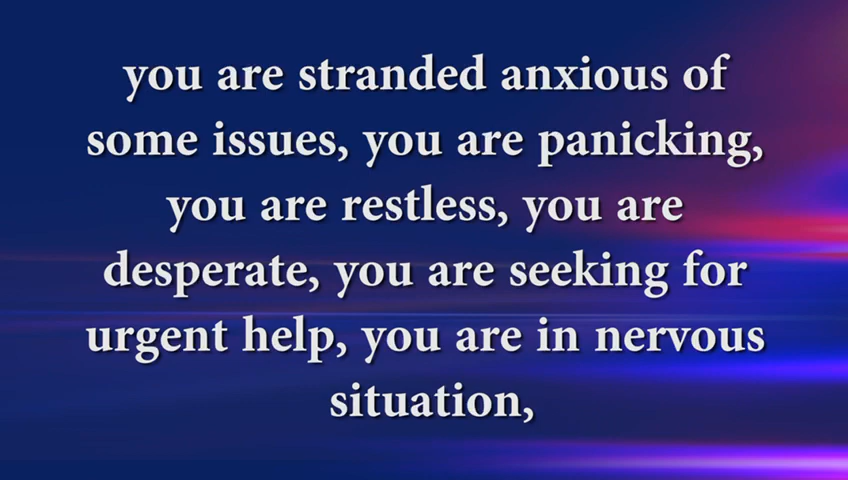 you are stranded anxious of
some issues, you are panicking,
you are restless, you are
desperate, you are seeking for
urgent help, you are in nervous
situation,